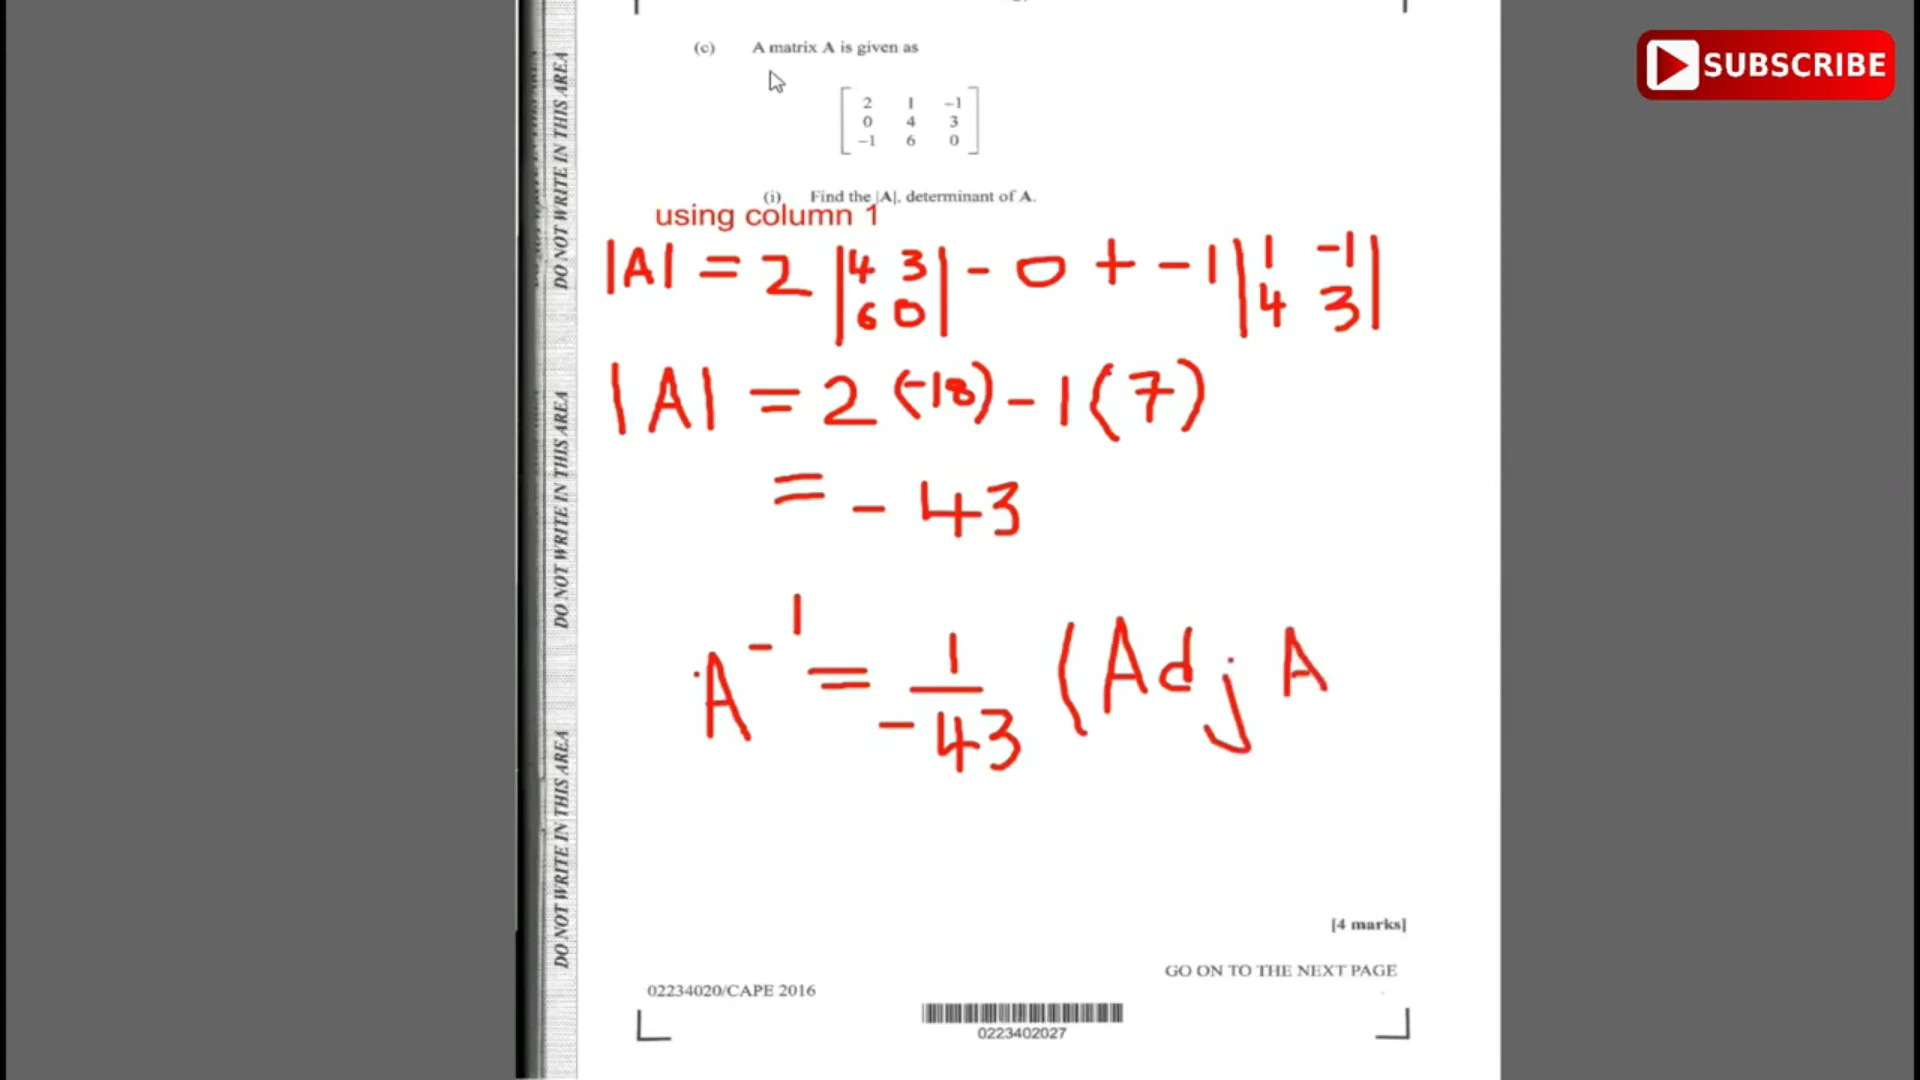 SUBSCRIBE
(c) A matrix A is given as
2 1 −1
0 4 3
−1 6 0
(i) Find the |A|, determinant of A.
using column 1
|A| = 2 |4 3| - 0 + -1 |1 -1|
|6 0| |4 3|
|A| = 2 (-18) - 1 (7)
= - 43
A⁻¹ = 1 (Adj A
- 43
[4 marks]
GO ON TO THE NEXT PAGE
02234020/CAPE 2016
0223402027
DO NOT WRITE IN THIS AREA
DO NOT WRITE IN THIS AREA
DO NOT WRITE IN THIS AREA